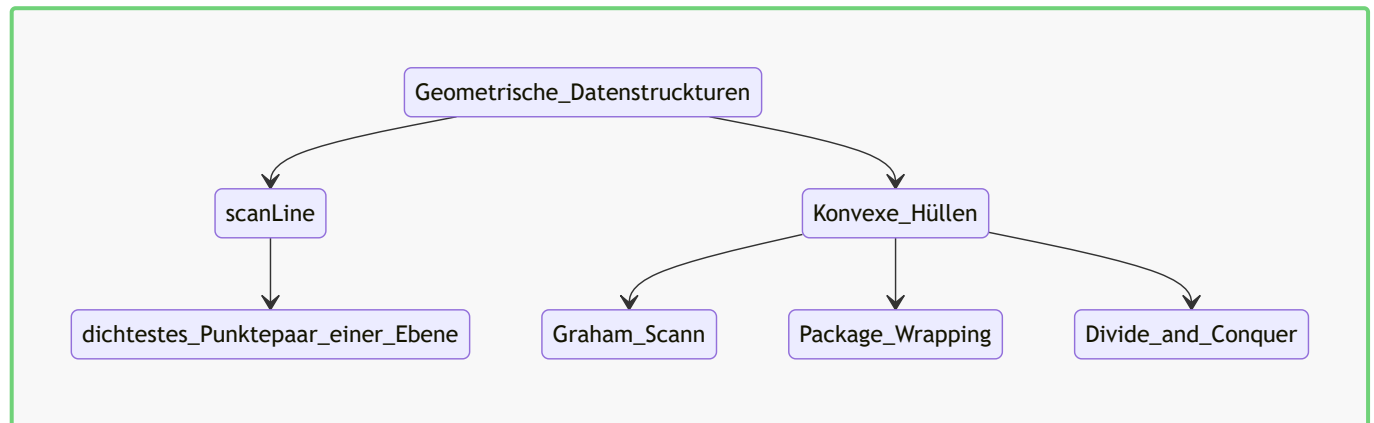 Geometrische_Datenstruckturen
scanLine
Konvexe_Hüllen
dichtestes_Punktepaar_einer_Ebene
Graham_Scann
Package_Wrapping
Divide_and_Conquer